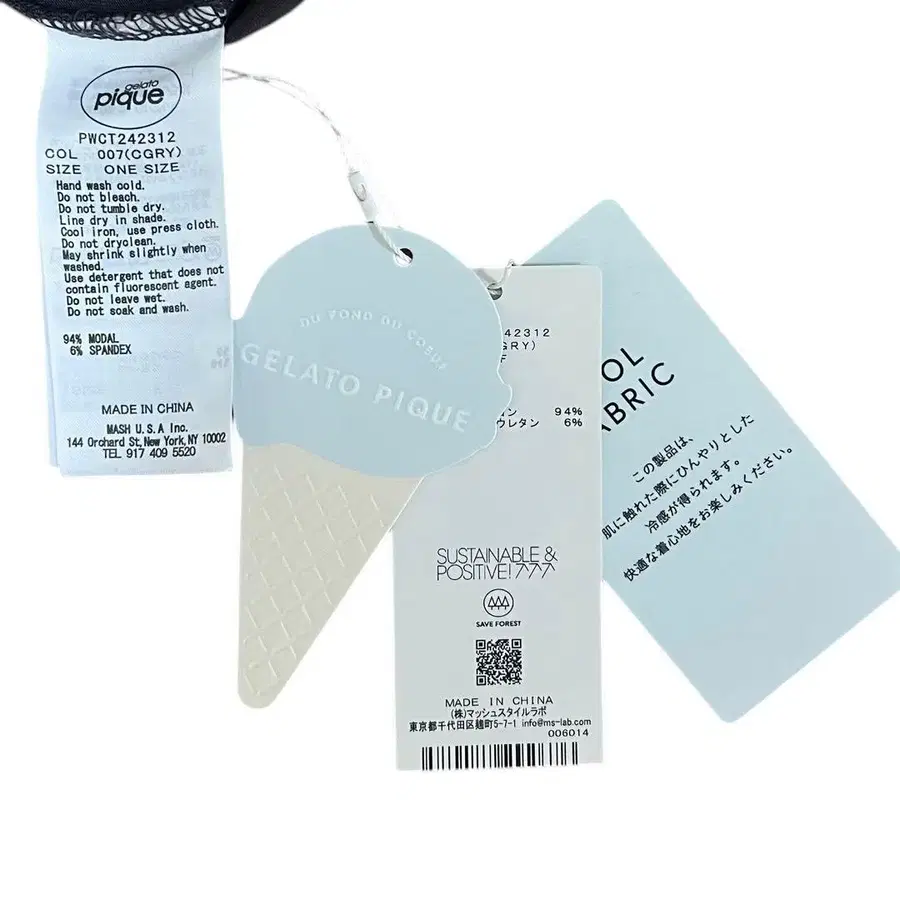 gelato
pique
PWCT242312
COL 007(CGRY)
SIZE ONE SIZE
Hand wash cold.
Do not bleach.
Do not tumble dry.
Line dry in shade.
Cool iron, use press cloth.
Do not dryclean.
May shrink slightly when
washed.
Use detergent that does not
contain fluorescent agent.
Do not leave wet.
Do not soak and wash.
94% MODAL
6% SPANDEX
MADE IN CHINA
MASH U.S.A Inc.
144 Orchard St,New York,NY 10002
TEL 917 409 5520
DU FOND DU COEUR
GELATO PIQUE
42312
GRY)
F
ン 94%
ウレタン 6%
SUSTAINABLE &
POSITIVE!777
SAVE FOREST
MADE IN CHINA
(株)マッシュスタイルラボ
東京都千代田区麹町5-7-1 info@ms-lab.com
006014
OL
ABRIC
この製品は、
肌に触れた際にひんやりとした
冷感が得られます。
快適な着心地をお楽しみください。